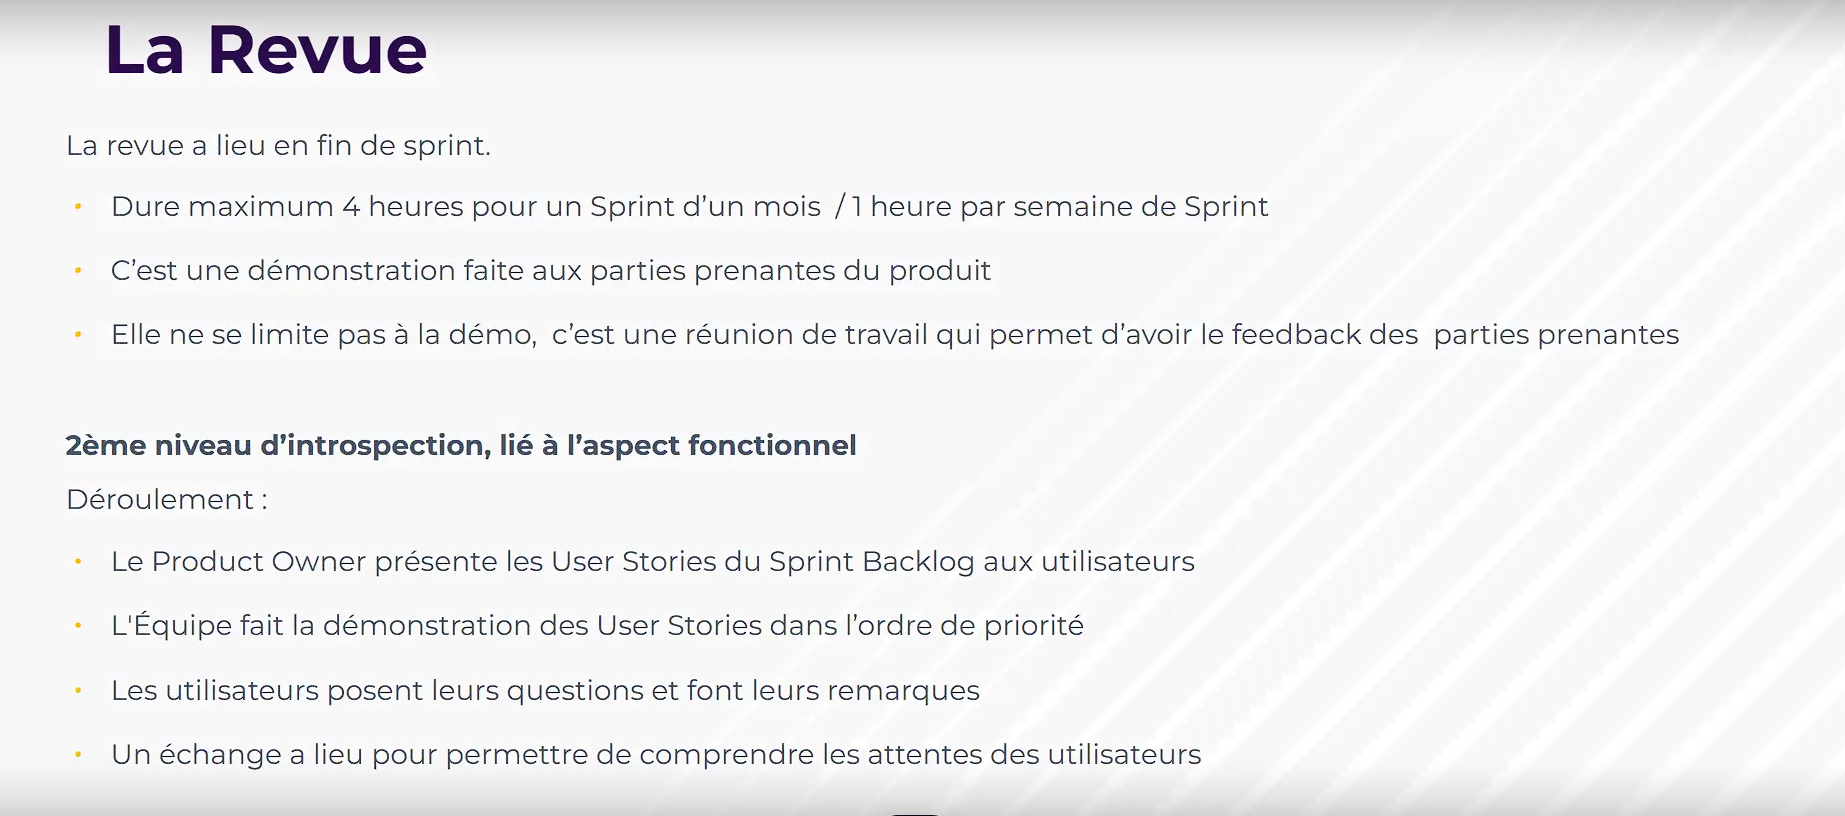 La Revue
La revue a lieu en fin de sprint.
• Dure maximum 4 heures pour un Sprint d’un mois / 1 heure par semaine de Sprint
• C’est une démonstration faite aux parties prenantes du produit
• Elle ne se limite pas à la démo, c’est une réunion de travail qui permet d’avoir le feedback des parties prenantes
2ème niveau d’introspection, lié à l’aspect fonctionnel
Déroulement :
• Le Product Owner présente les User Stories du Sprint Backlog aux utilisateurs
• L'Équipe fait la démonstration des User Stories dans l’ordre de priorité
• Les utilisateurs posent leurs questions et font leurs remarques
• Un échange a lieu pour permettre de comprendre les attentes des utilisateurs